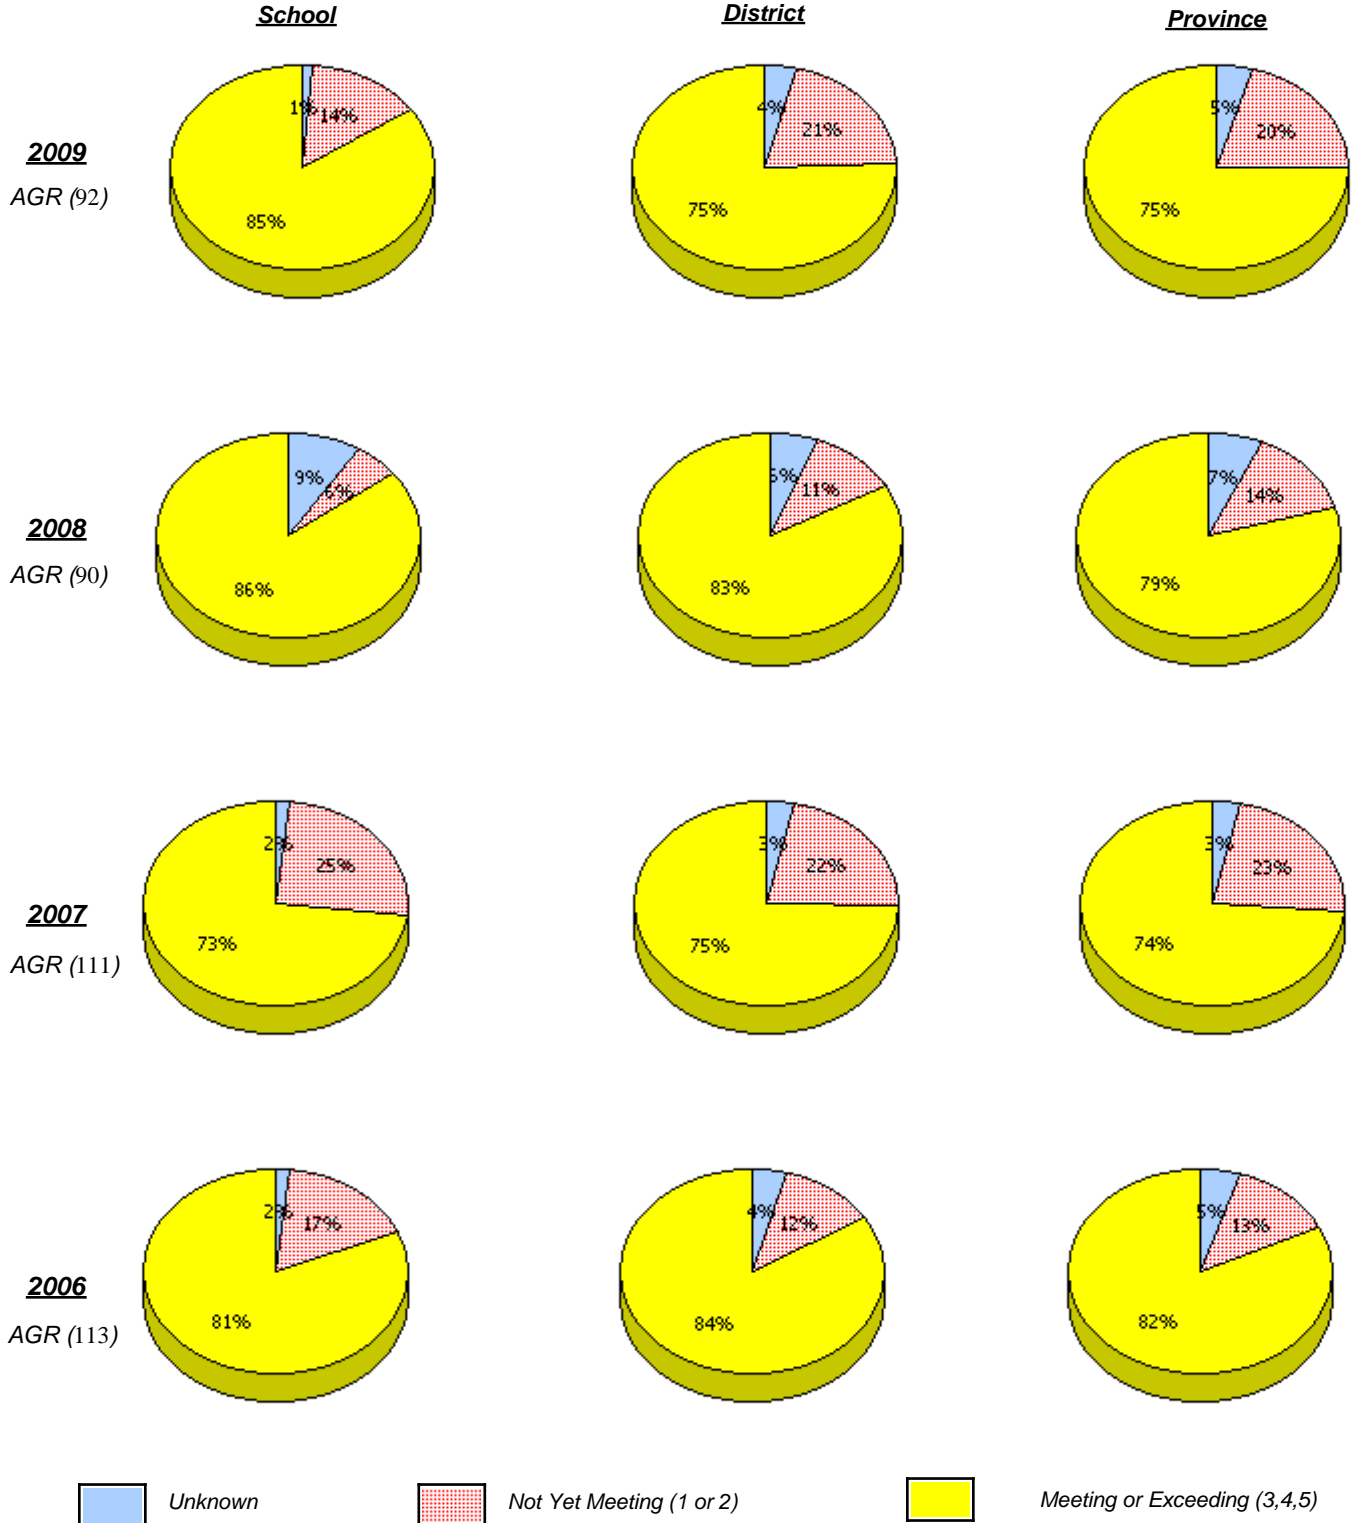 School District Province
1% 14% 4% 21% 5% 20%
2009
AGR (92)
85% 75% 75%
9% 6% 11% 7% 14%
2008
AGR (90)
86% 83% 79%
2% 25% 3% 22% 3% 23%
2007
AGR (111)
73% 75% 74%
2% 17% 4% 12% 5% 13%
2006
AGR (113)
81% 84% 82%
Unknown Not Yet Meeting (1 or 2) Meeting or Exceeding (3,4,5)